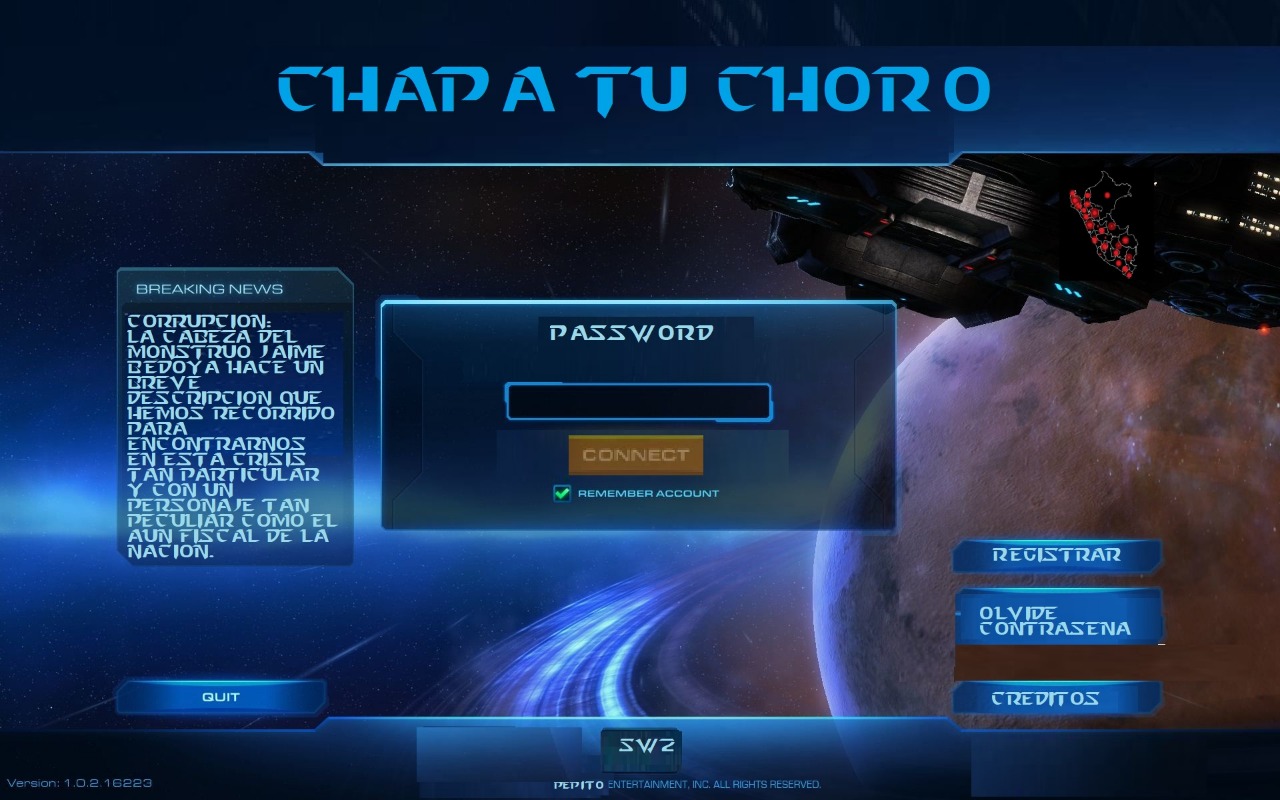 CHAPA TU CHORO
BREAKING NEWS
CORRUPCION:
LA CABEZA DEL
MONSTRUO JAIME
BEDOYA HACE UN
BREVE
DESCRIPCION QUE
HEMOS RECORRIDO
PARA
ENCONTRARNOS
EN ESTA CRISIS
TAN PARTICULAR
Y CON UN
PERSONAJE TAN
PECULIAR COMO EL
AUN FISCAL DE LA
NACION.
PASSWORD
CONNECT
REMEMBER ACCOUNT
REGISTRAR
OLVIDE
CONTRASENA
CREDITOS
QUIT
SW2
PEPITO ENTERTAINMENT, INC. ALL RIGHTS RESERVED.
Version: 1.0.2.16223